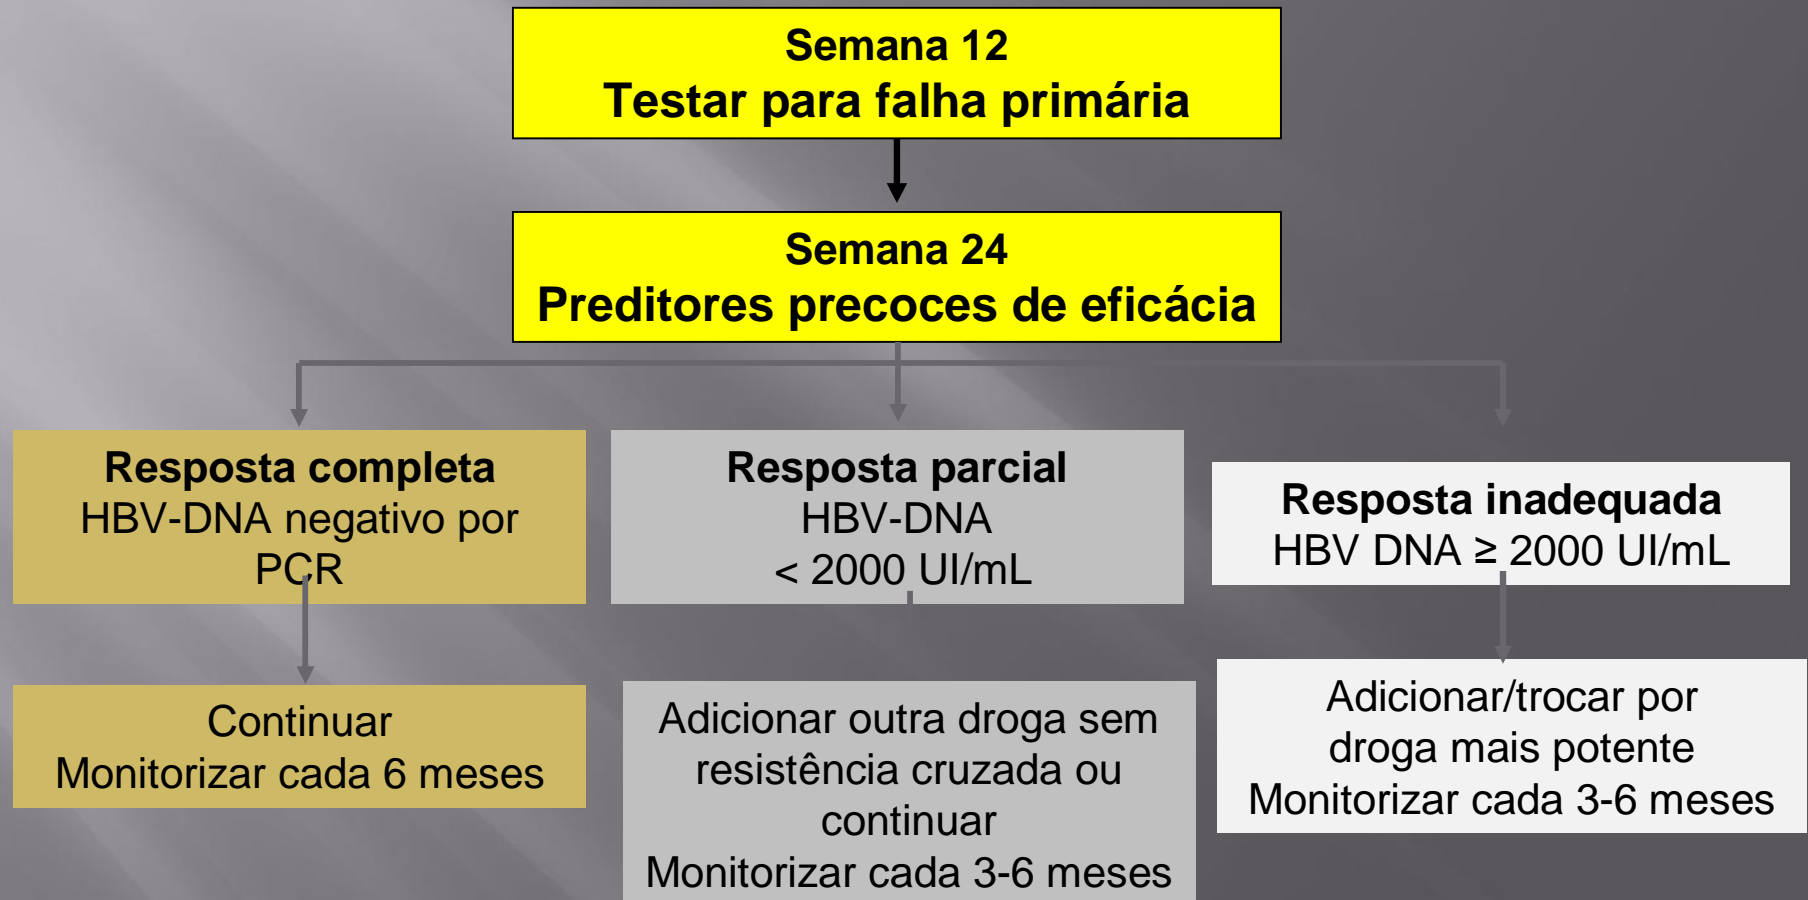 Semana 12
Testar para falha primária
Semana 24
Preditores precoces de eficácia
Resposta completa
HBV-DNA negativo por
PCR
Resposta parcial
HBV-DNA
< 2000 UI/mL
Resposta inadequada
HBV DNA ≥ 2000 UI/mL
Continuar
Monitorizar cada 6 meses
Adicionar outra droga sem
resistência cruzada ou
continuar
Monitorizar cada 3-6 meses
Adicionar/trocar por
droga mais potente
Monitorizar cada 3-6 meses